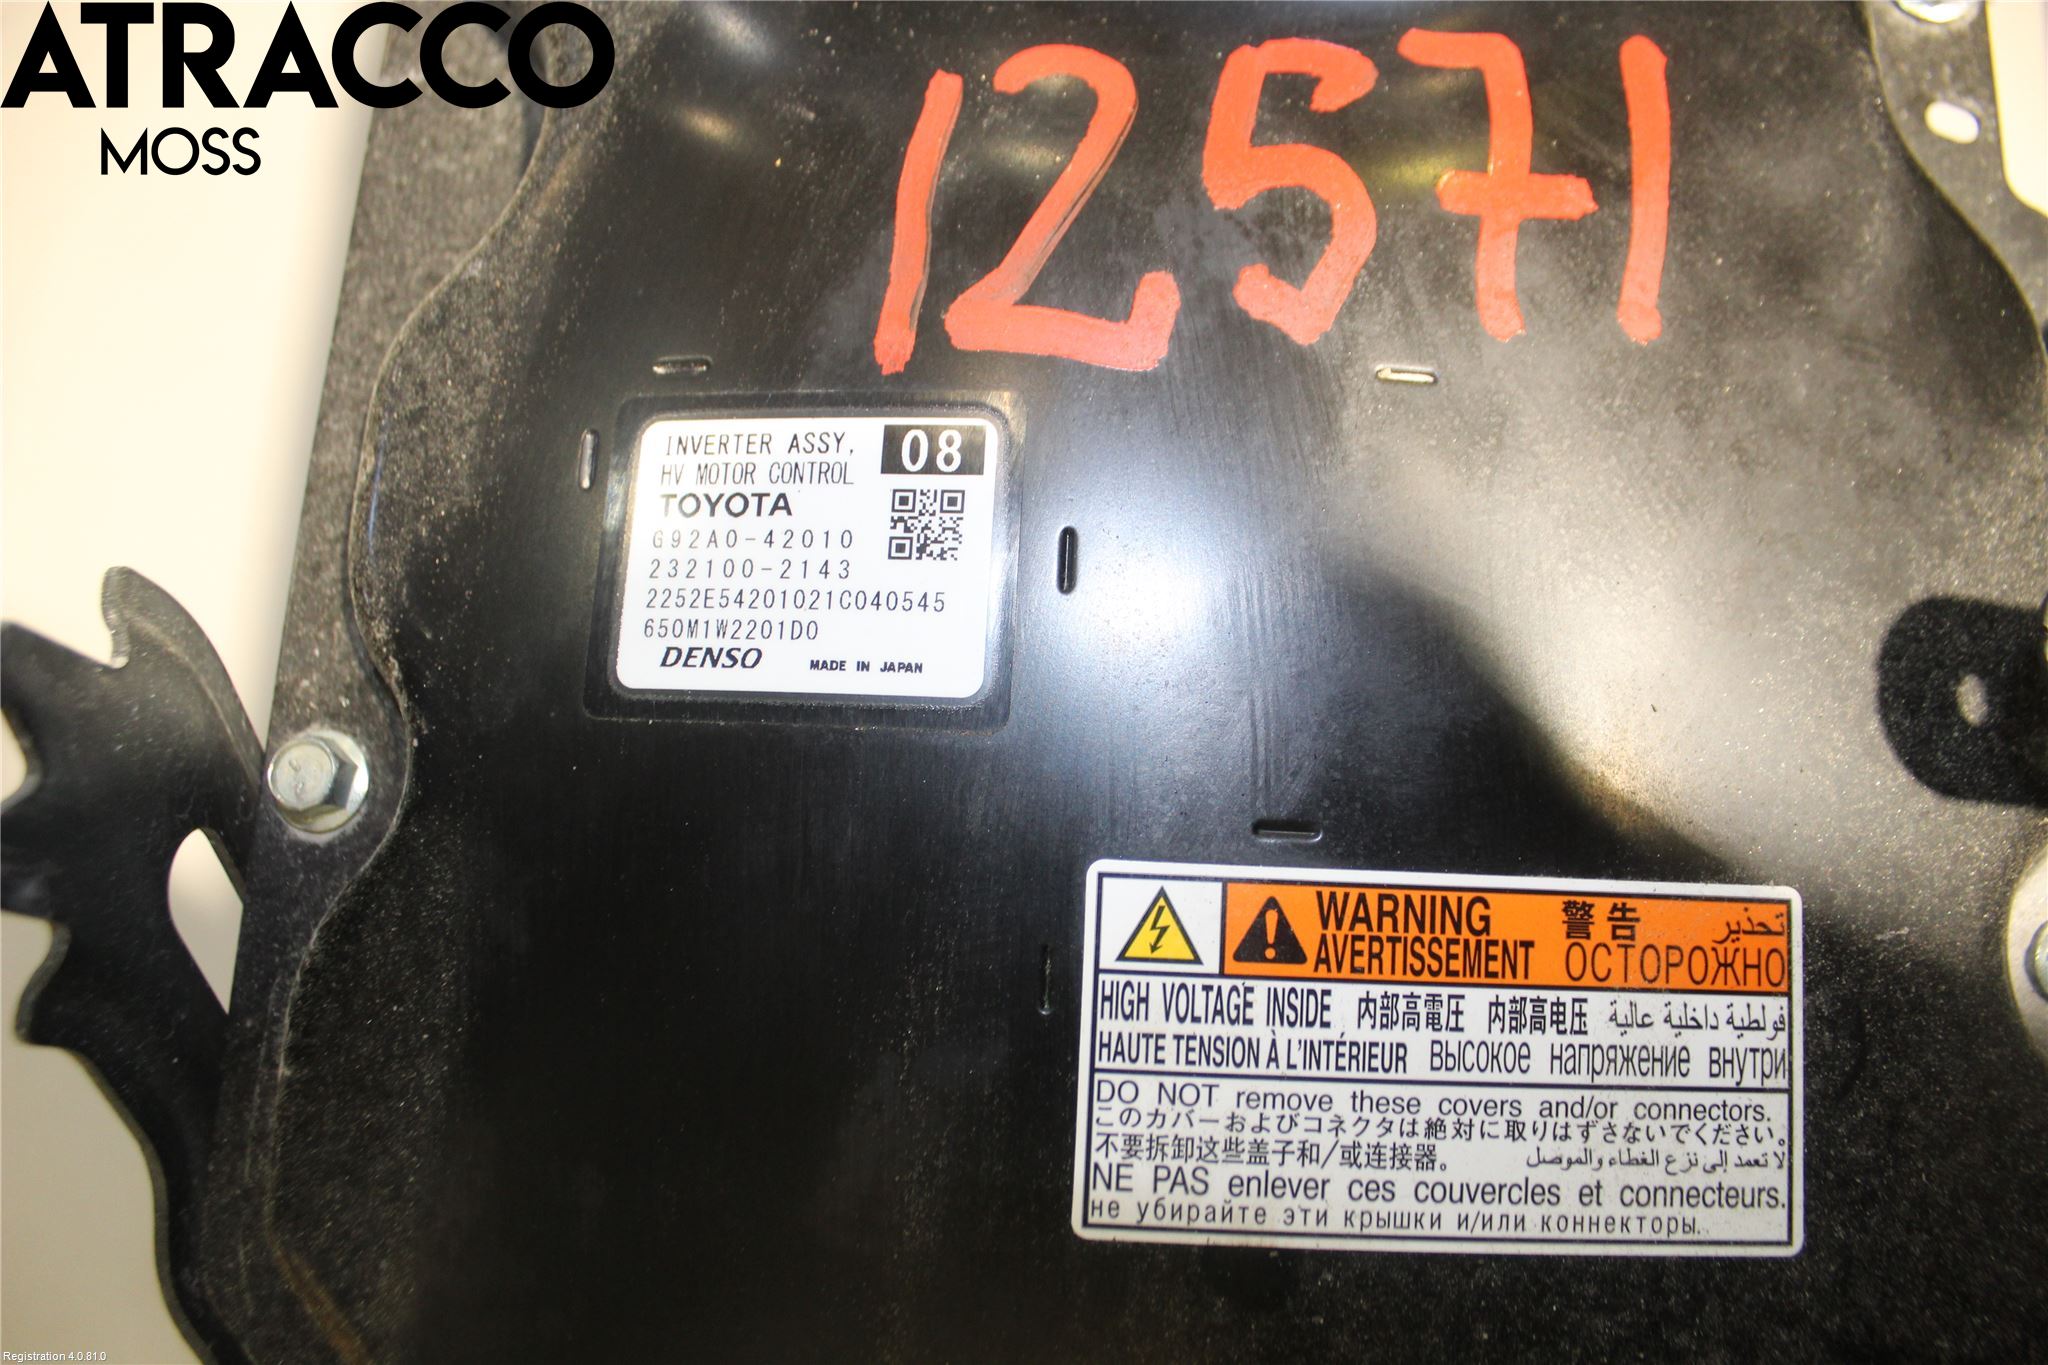 ATRACCO
MOSS
12571
INVERTER ASSY,
08
HV MOTOR CONTROL
TOYOTA
G92A0-42010
232100-2143
2252E54201021C040545
650M1W2201D0
DENSO MADE IN JAPAN
WARNING 警告 تحذير
AVERTISSEMENT ОСТОРОЖНО
HIGH VOLTAGE INSIDE 内部高電圧 内部高电压 فولطية داخلية عالية
HAUTE TENSION À L'INTÉRIEUR высокое напряжение внутри
DO NOT remove these covers and/or connectors.
このカバーおよびコネクタは絶対に取りはずさないでください。
不要拆卸这些盖子和/或连接器。 لا تعمد إلى نزع الغطاء والموصل
NE PAS enlever ces couvercles et connecteurs.
не убирайте эти крышки и/или коннекторы.
Registration 4.0.81.0